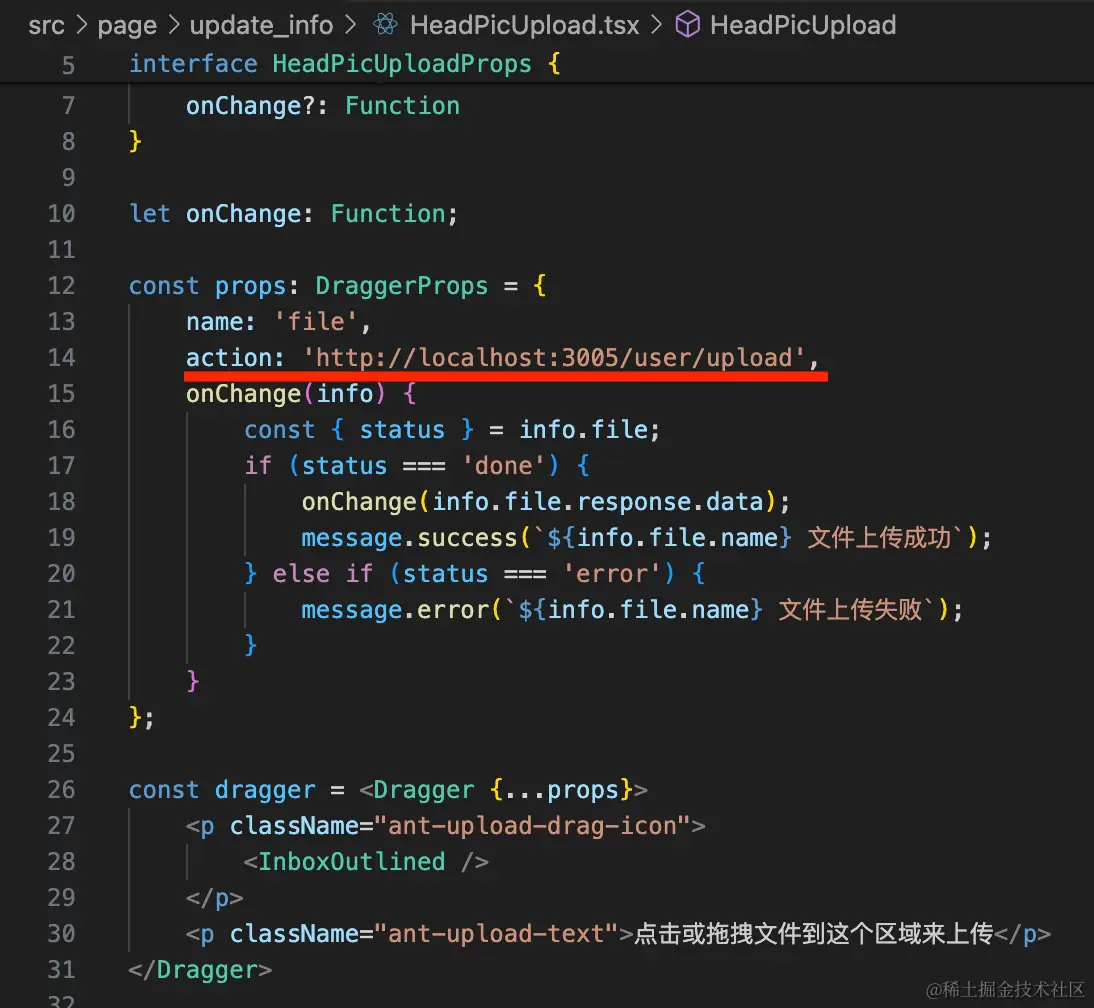 src > page > update_info > HeadPicUpload.tsx > HeadPicUpload
5 interface HeadPicUploadProps {
7     onChange?: Function
8 }
9
10 let onChange: Function;
11
12 const props: DraggerProps = {
13     name: 'file',
14     action: 'http://localhost:3005/user/upload',
15     onChange(info) {
16         const { status } = info.file;
17         if (status === 'done') {
18             onChange(info.file.response.data);
19             message.success(`${info.file.name} 文件上传成功`);
20         } else if (status === 'error') {
21             message.error(`${info.file.name} 文件上传失败`);
22         }
23     }
24 };
25
26 const dragger = <Dragger {...props}>
27     <p className="ant-upload-drag-icon">
28         <InboxOutlined />
29     </p>
30     <p className="ant-upload-text">点击或拖拽文件到这个区域来上传</p>
31 </Dragger>
32
@稀土掘金技术社区